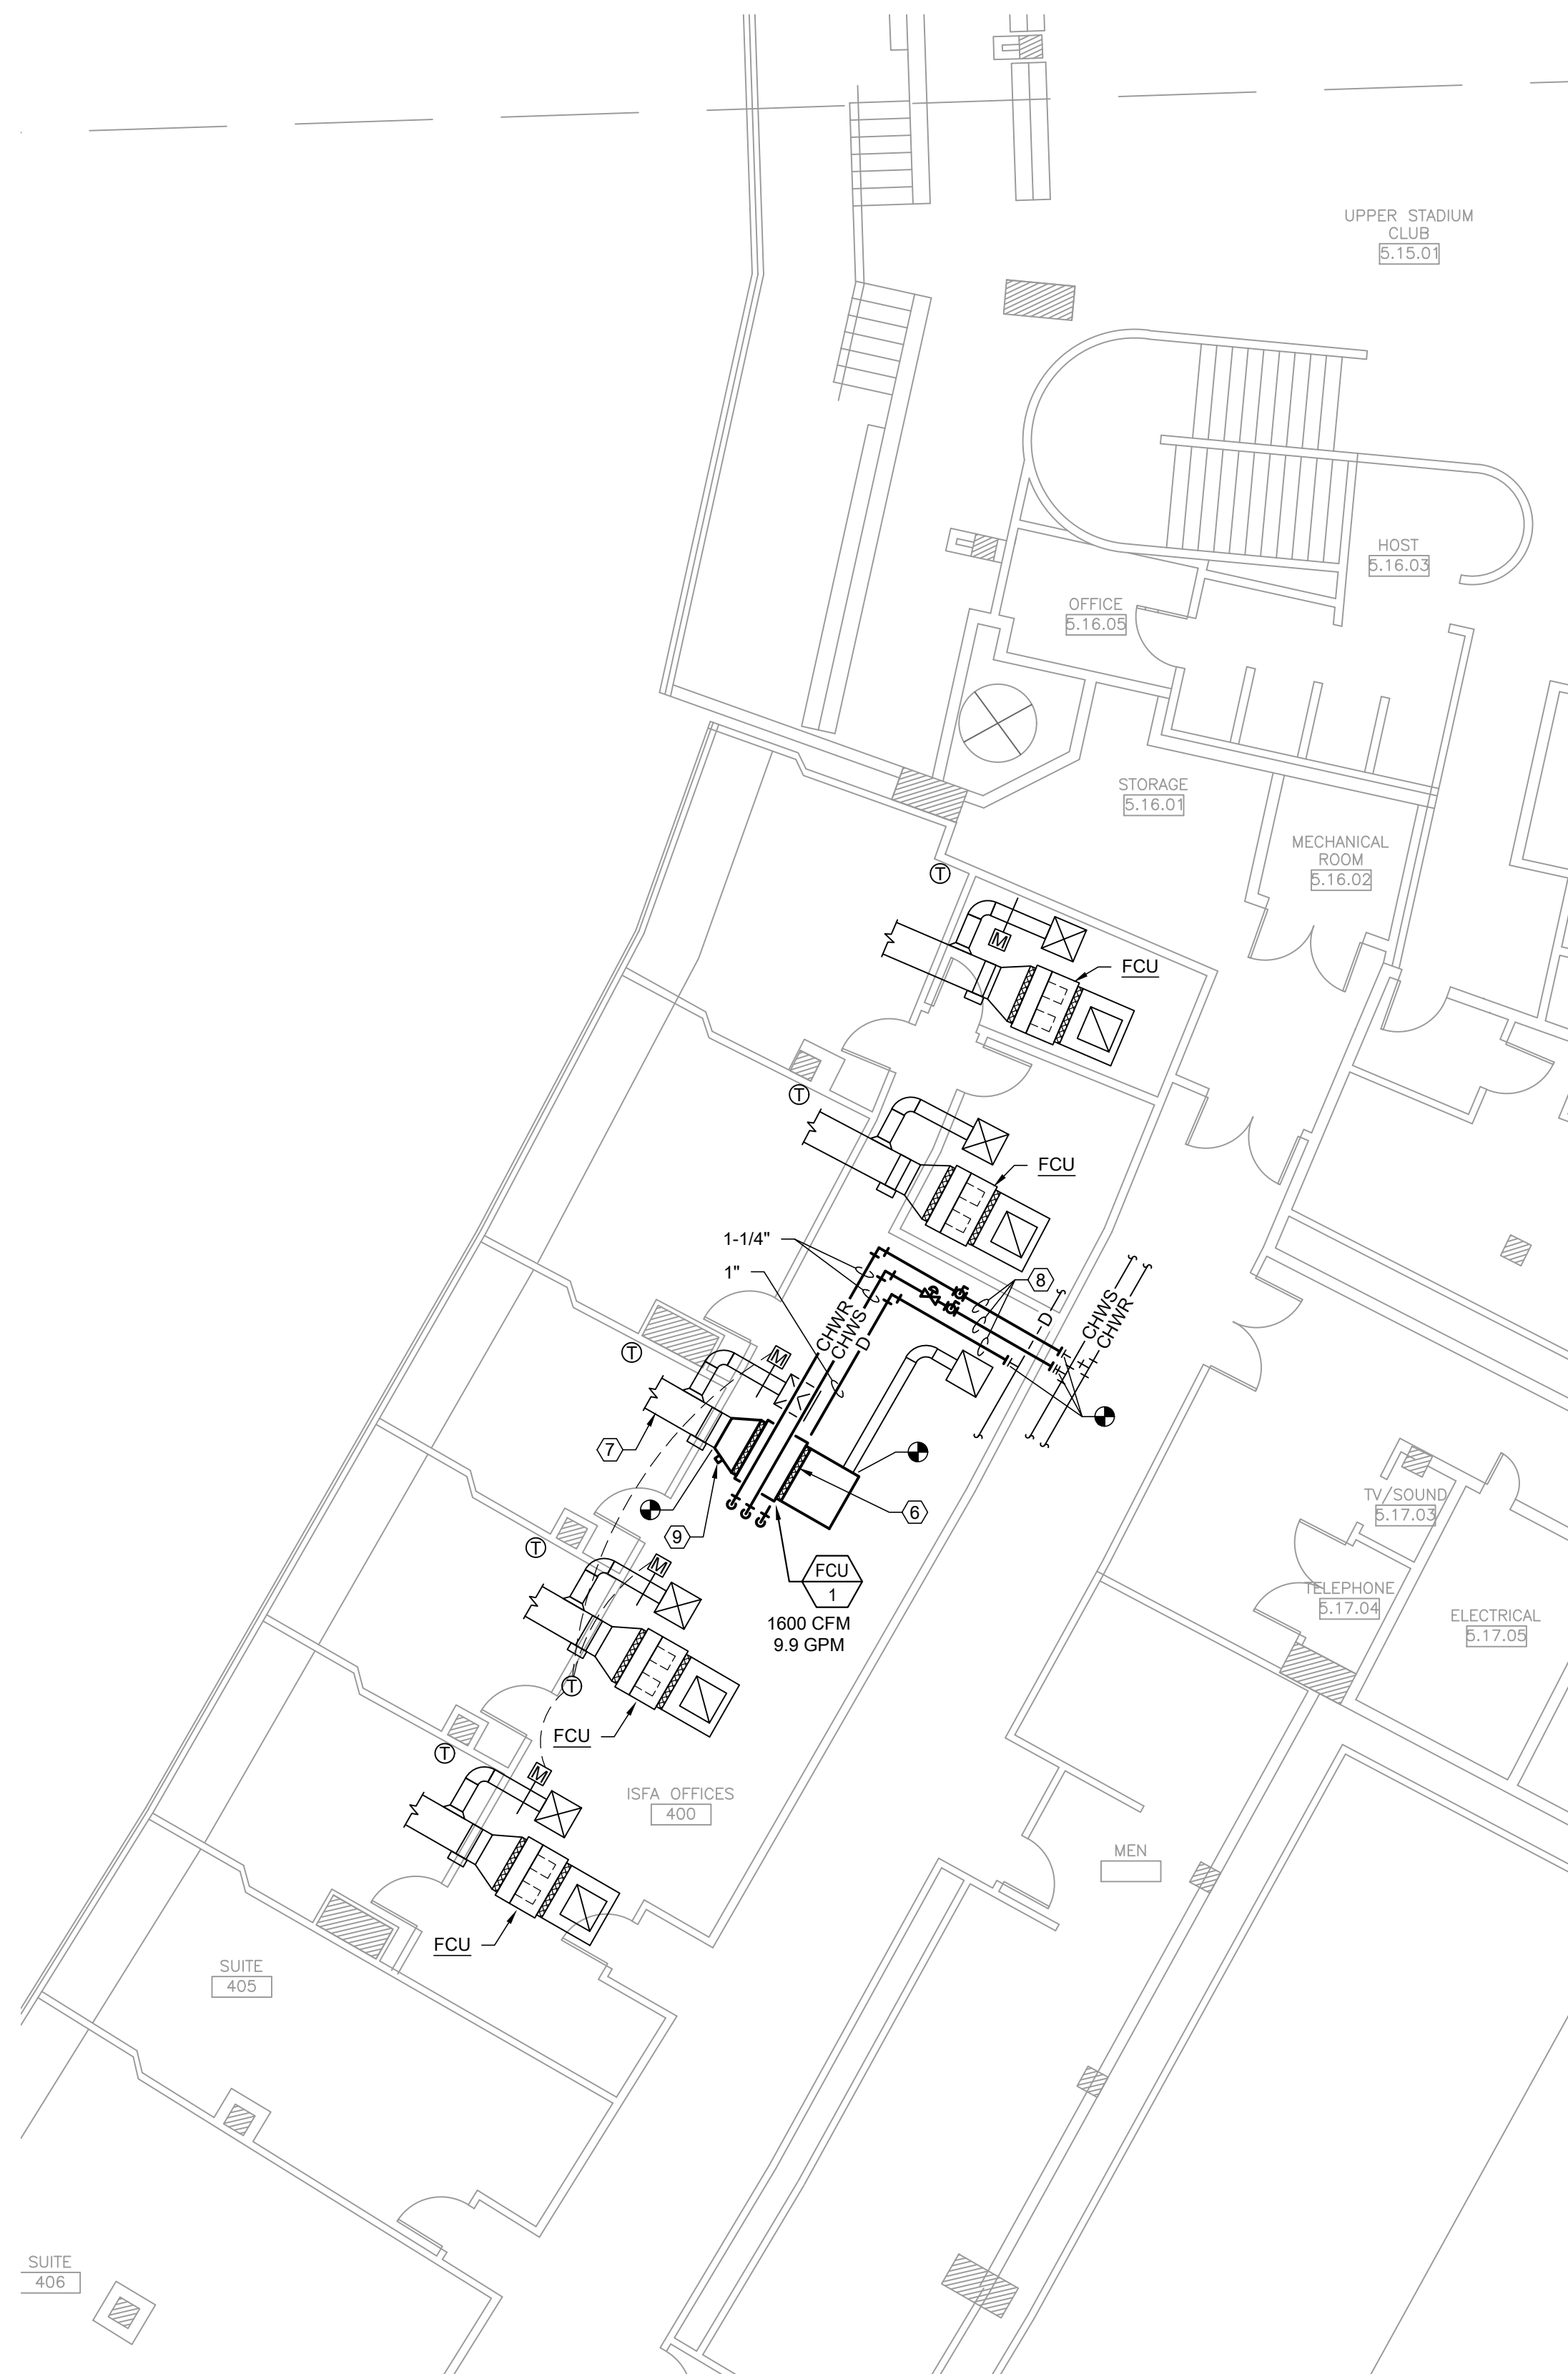 UPPER STADIUM
CLUB
5.15.01
HOST
5.16.03
OFFICE
5.16.05
STORAGE
5.16.01
MECHANICAL
ROOM
5.16.02
T
M
FCU
T
FCU
1-1/4"
1"
8
CHWR
CHWS
D
D
CHWS
CHWR
T
M
7
9
6
FCU
1
1600 CFM
9.9 GPM
TV/SOUND
5.17.03
TELEPHONE
5.17.04
ELECTRICAL
5.17.05
T
M
T
FCU
T
M
ISFA OFFICES
400
MEN
FCU
SUITE
405
SUITE
406